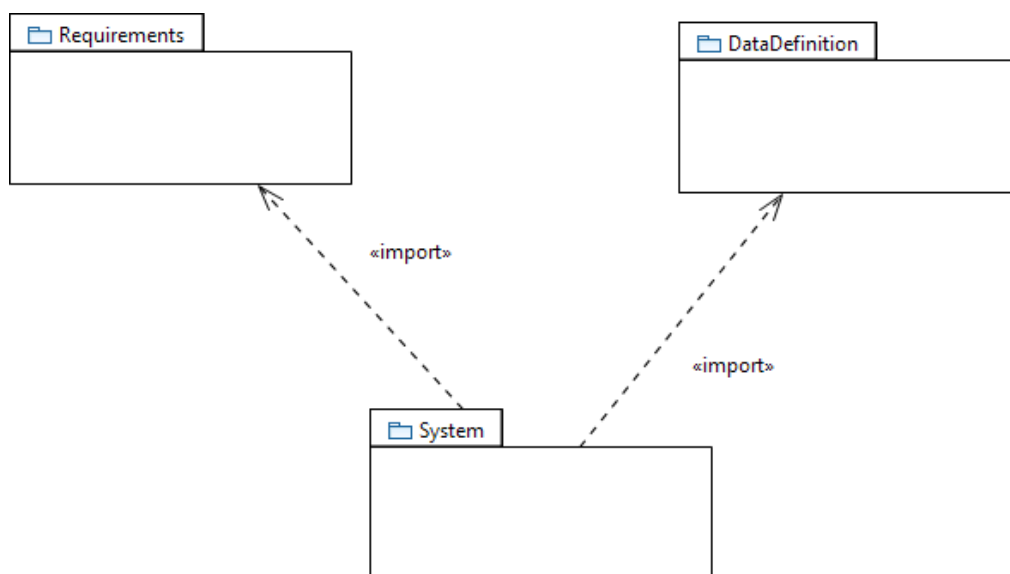 Requirements
DataDefinition
«import»
«import»
System